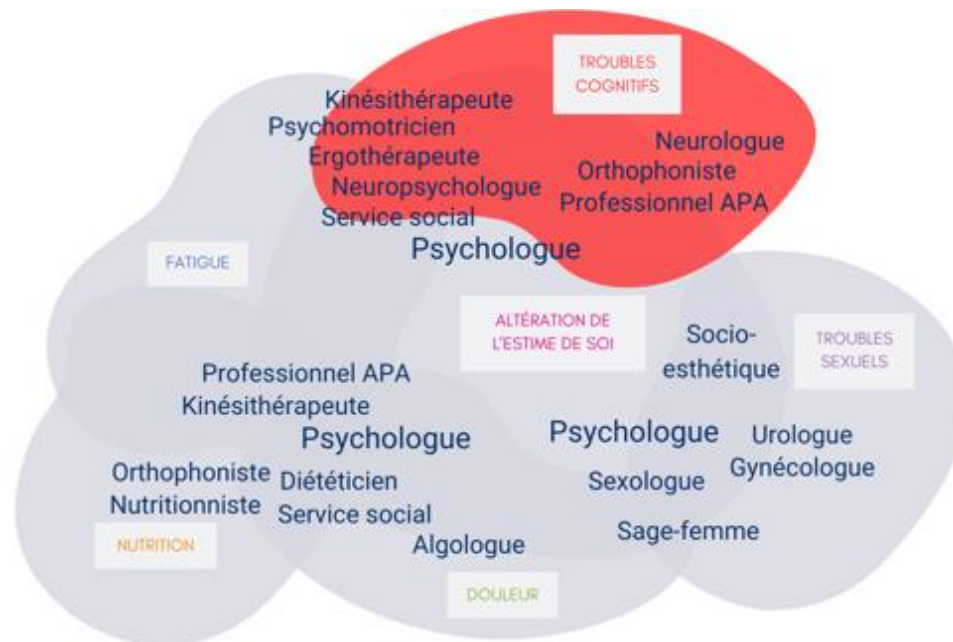 TROUBLES
COGNITIFS
Kinésithérapeute
Psychomotricien
Ergothérapeute
Neuropsychologue
Service social
Psychologue
Neurologue
Orthophoniste
Professionnel APA
FATIGUE
ALTÉRATION DE
L'ESTIME DE SOI
Socio-
esthétique
TROUBLES
SEXUELS
Professionnel APA
Kinésithérapeute
Psychologue
Psychologue
Urologue
Gynécologue
Orthophoniste
Nutritionniste
Diététicien
Service social
Sexologue
Sage-femme
Algologue
NUTRITION
DOULEUR